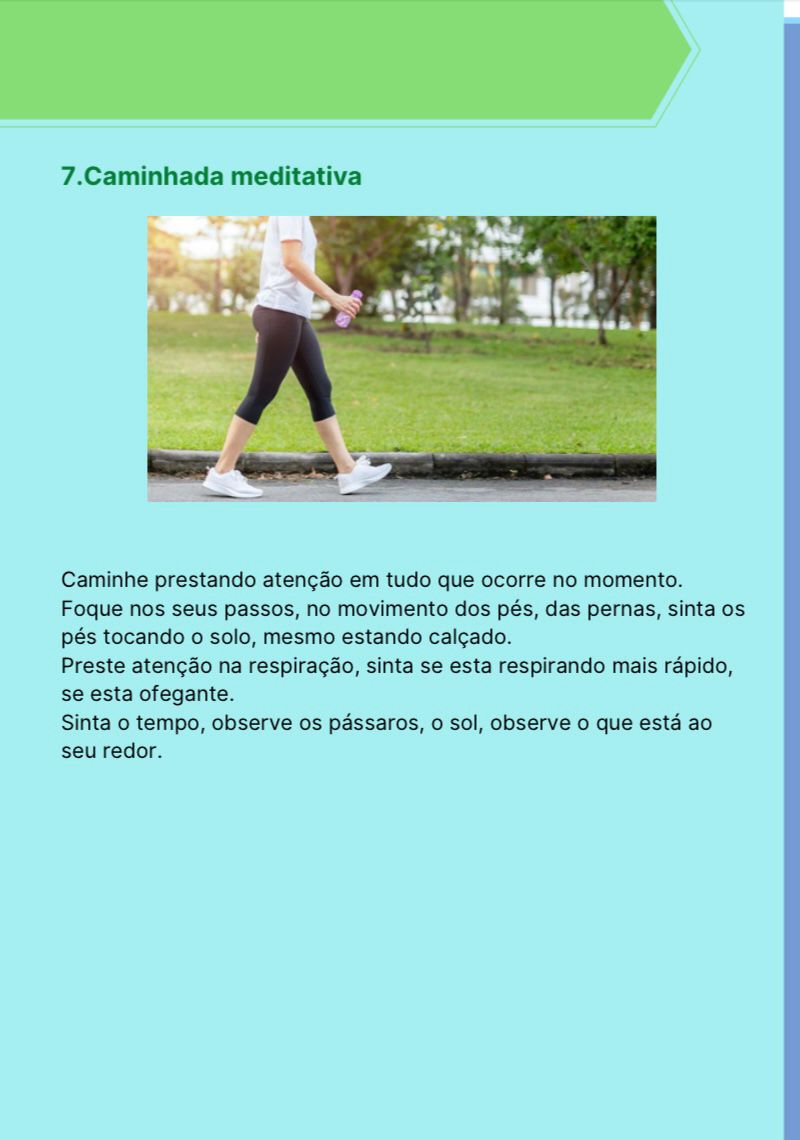 7.Caminhada meditativa
Caminhe prestando atenção em tudo que ocorre no momento.
Foque nos seus passos, no movimento dos pés, das pernas, sinta os
pés tocando o solo, mesmo estando calçado.
Preste atenção na respiração, sinta se esta respirando mais rápido,
se esta ofegante.
Sinta o tempo, observe os pássaros, o sol, observe o que está ao
seu redor.